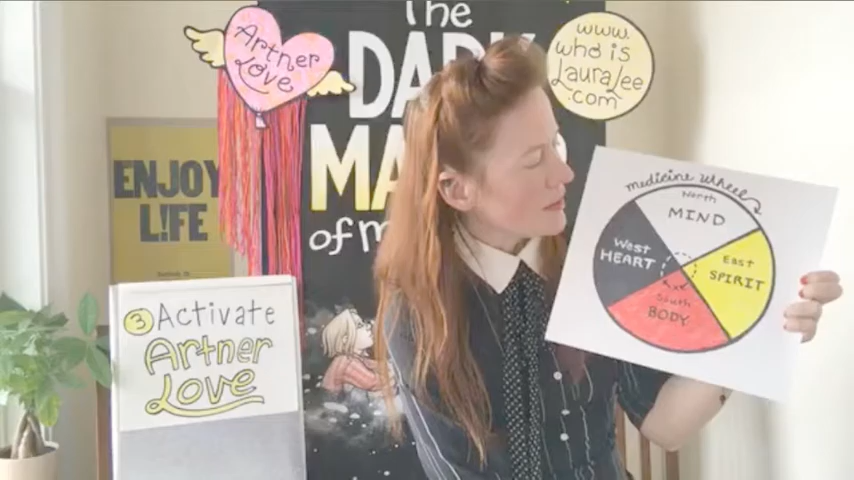 Artner
Love
The
DARK
MA
of m
www.
who is
LauraLee
.com
ENJOY
L!FE
3 Activate
Artner
Love
medicine wheel
North
MIND
East
SPIRIT
South
BODY
West
HEART